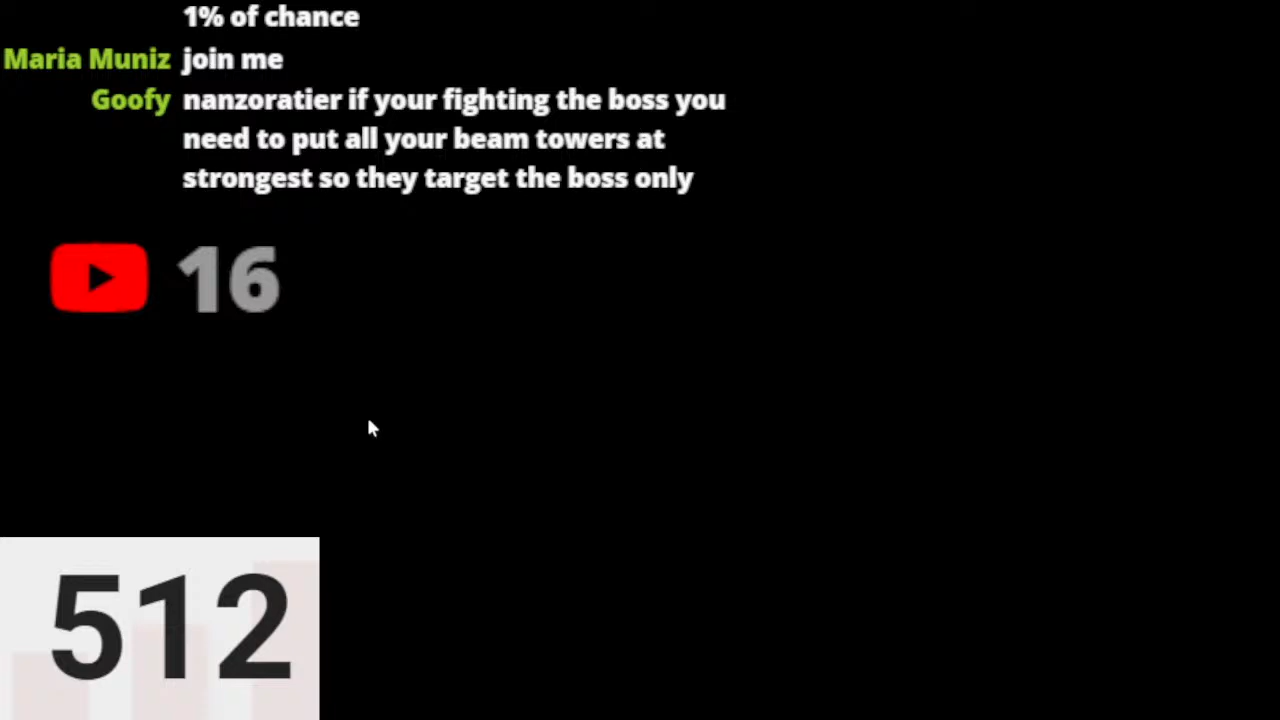 1% of chance
Maria Muniz join me
Goofy nanzoratier if your fighting the boss you
need to put all your beam towers at
strongest so they target the boss only
16
512